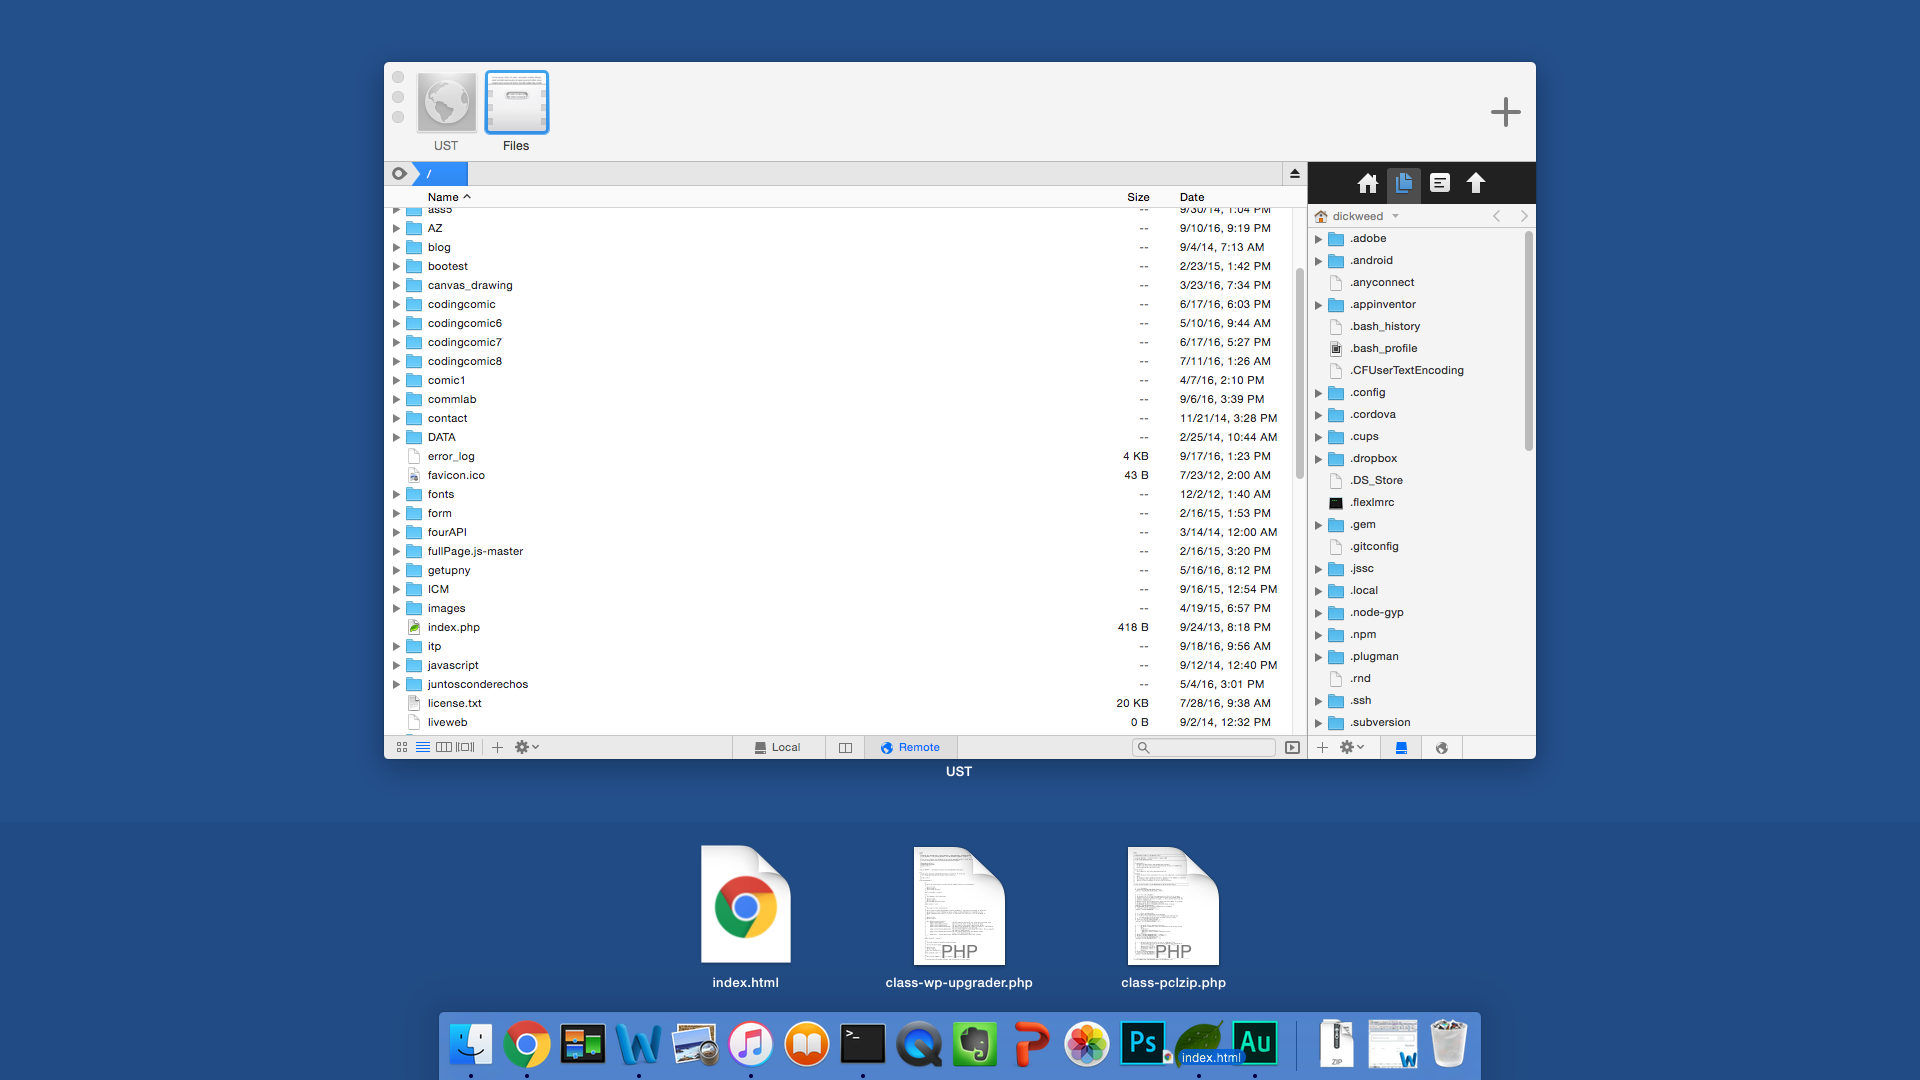 UST
Files
/
Name
Size
Date
ass5 -- 9/30/14, 1:04 PM
AZ -- 9/10/16, 9:19 PM
blog -- 9/4/14, 7:13 AM
bootest -- 2/23/15, 1:42 PM
canvas_drawing -- 3/23/16, 7:34 PM
codingcomic -- 6/17/16, 6:03 PM
codingcomic6 -- 5/10/16, 9:44 AM
codingcomic7 -- 6/17/16, 5:27 PM
codingcomic8 -- 7/11/16, 1:26 AM
comic1 -- 4/7/16, 2:10 PM
commlab -- 9/6/16, 3:39 PM
contact -- 11/21/14, 3:28 PM
DATA -- 2/25/14, 10:44 AM
error_log 4 KB 9/17/16, 1:23 PM
favicon.ico 43 B 7/23/12, 2:00 AM
fonts -- 12/2/12, 1:40 AM
form -- 2/16/15, 1:53 PM
fourAPI -- 3/14/14, 12:00 AM
fullPage.js-master -- 2/16/15, 3:20 PM
getupny -- 5/16/16, 8:12 PM
ICM -- 9/16/15, 12:54 PM
images -- 4/19/15, 6:57 PM
index.php 418 B 9/24/13, 8:18 PM
itp -- 9/18/16, 9:56 AM
javascript -- 9/12/14, 12:40 PM
juntosconderechos -- 5/4/16, 3:01 PM
license.txt 20 KB 7/28/16, 9:38 AM
liveweb 0 B 9/2/14, 12:32 PM
Local
Remote
dickweed
.adobe
.android
.anyconnect
.appinventor
.bash_history
.bash_profile
.CFUserTextEncoding
.config
.cordova
.cups
.dropbox
.DS_Store
.flexlmrc
.gem
.gitconfig
.jssc
.local
.node-gyp
.npm
.plugman
.rnd
.ssh
.subversion
UST
PHP
PHP
index.html
class-wp-upgrader.php
class-pclzip.php
>_
Ps
index.html
Au
ZIP